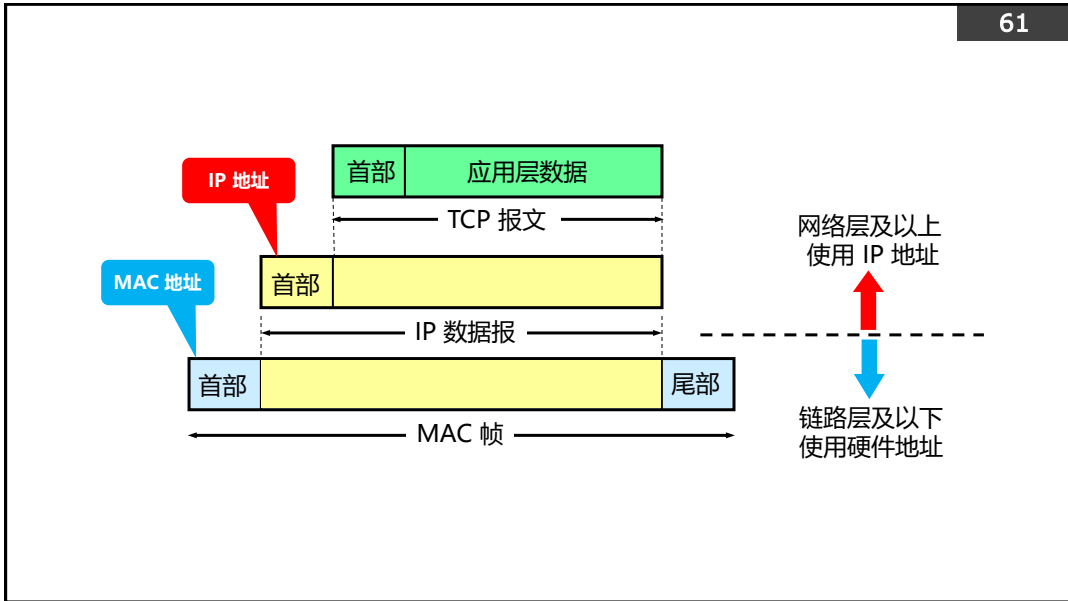 61
首部 应用层数据
IP 地址
TCP 报文
网络层及以上
使用 IP 地址
MAC 地址
首部
IP 数据报
首部 尾部
链路层及以下
使用硬件地址
MAC 帧